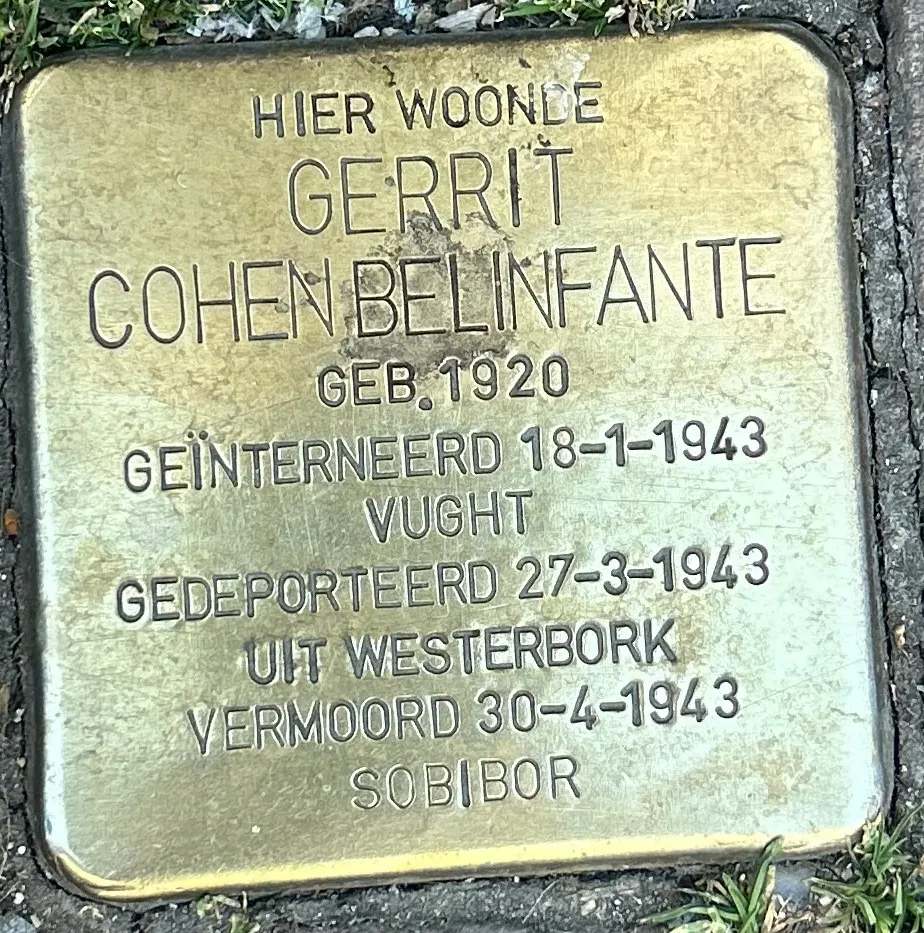 HIER WOONDE
GERRIT
COHEN BELINFANTE
GEB. 1920
GEÏNTERNEERD 18-1-1943
VUGHT
GEDEPORTEERD 27-3-1943
UIT WESTERBORK
VERMOORD 30-4-1943
SOBIBOR